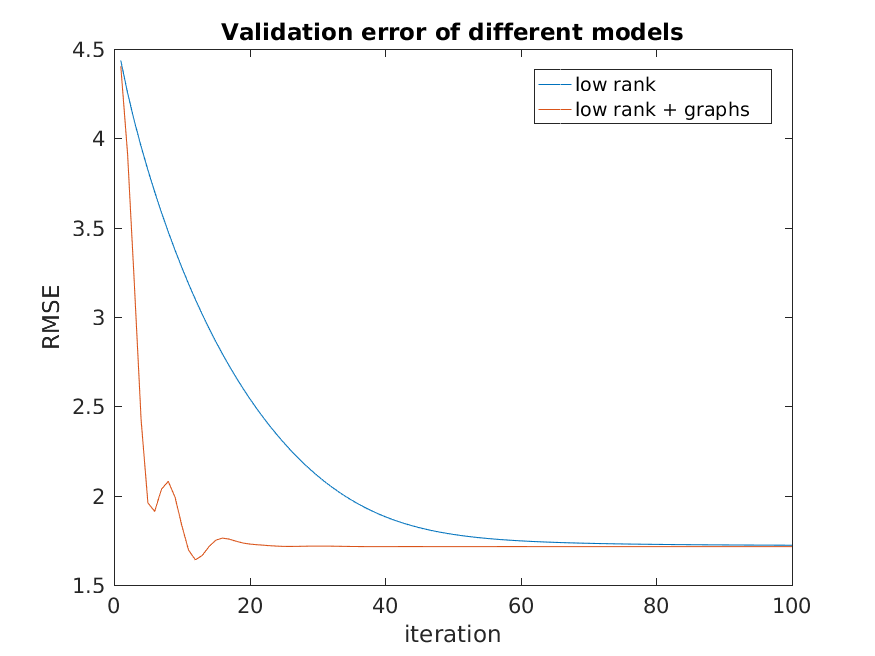 Validation error of different models
low rank
low rank + graphs
RMSE
4.5
4
3.5
3
2.5
2
1.5
0 20 40 60 80 100
iteration